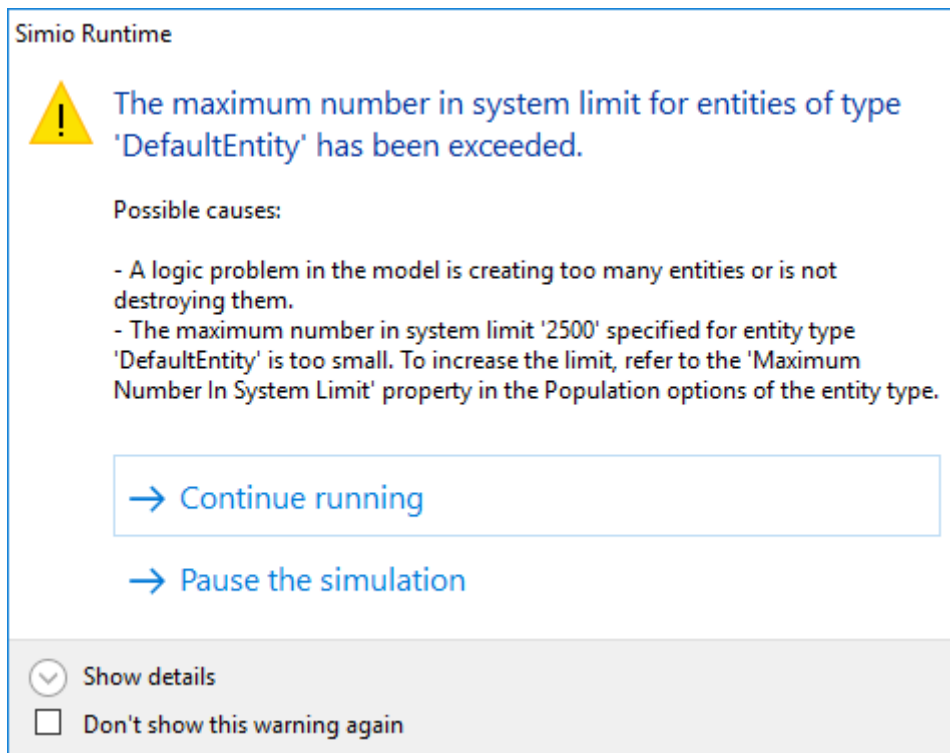 Simio Runtime
The maximum number in system limit for entities of type
'DefaultEntity' has been exceeded.
Possible causes:
- A logic problem in the model is creating too many entities or is not
destroying them.
- The maximum number in system limit '2500' specified for entity type
'DefaultEntity' is too small. To increase the limit, refer to the 'Maximum
Number In System Limit' property in the Population options of the entity type.
→ Continue running
→ Pause the simulation
Show details
Don't show this warning again